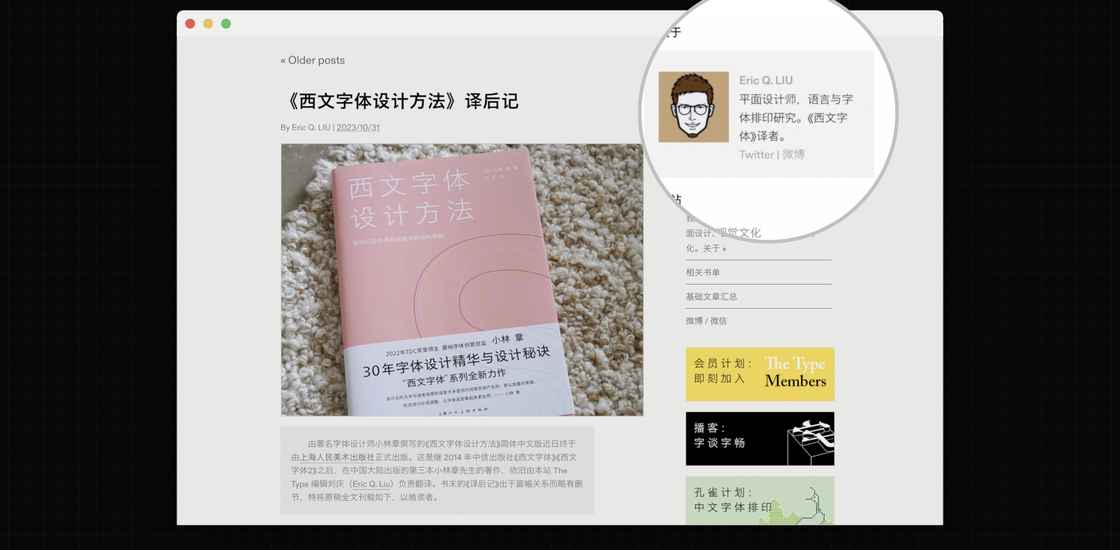 « Older posts
《西文字体设计方法》译后记
By Eric Q. LIU | 2023/10/31
西文字体
设计方法
2022年TDC奖章得主 蒙纳字体创意总监 小林 章
30年字体设计精华与设计秘诀
“西文字体”系列全新力作
由著名字体设计师小林章撰写的《西文字体设计方法》简体中文版近日终于
由上海人民美术出版社正式出版。这是继 2014 年中信出版社《西文字体》《西文
字体2》之后，在中国大陆出版的第三本小林章先生的著作，依旧由本站 The
Type 编辑刘庆（Eric Q. Liu）负责翻译。书末的《译后记》出于篇幅关系而略有删
节，特将原稿全文刊载如下，以飨读者。
于
Eric Q. LIU
平面设计师，语言与字
体排印研究。《西文字
体》译者。
Twitter | 微博
站
面设计、视觉文化
化。关于 »
相关书单
基础文章汇总
微博 / 微信
会员计划：
即刻加入
The Type
Members
播客：
字谈字畅
孔雀计划：
中文字体排印